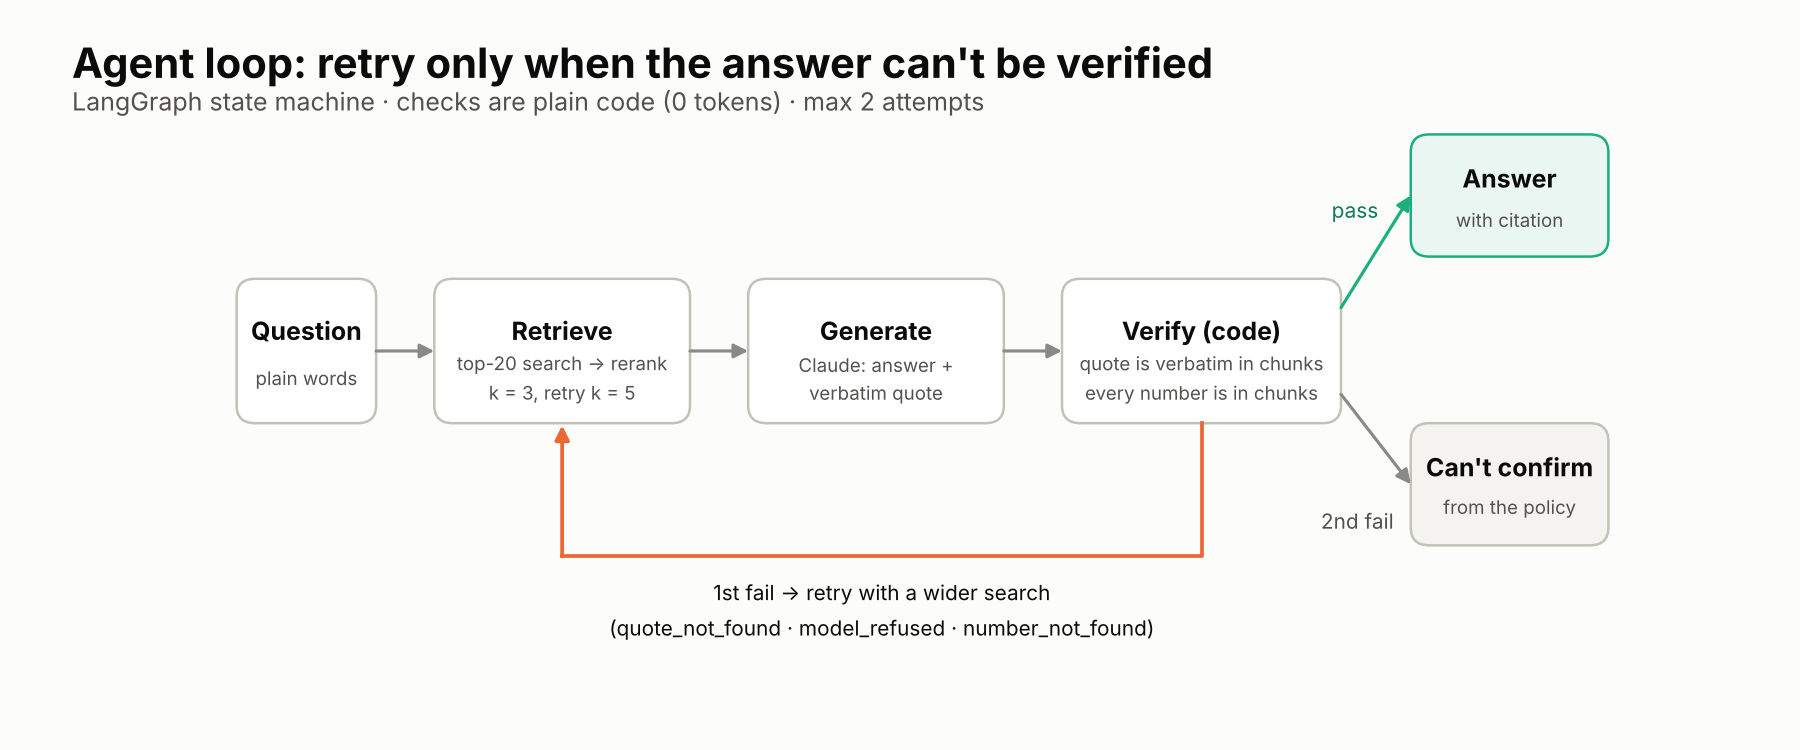 Agent loop: retry only when the answer can't be verified
LangGraph state machine · checks are plain code (0 tokens) · max 2 attempts
Question
plain words
Retrieve
top-20 search → rerank
k = 3, retry k = 5
Generate
Claude: answer +
verbatim quote
Verify (code)
quote is verbatim in chunks
every number is in chunks
pass
Answer
with citation
2nd fail
Can't confirm
from the policy
1st fail → retry with a wider search
(quote_not_found · model_refused · number_not_found)